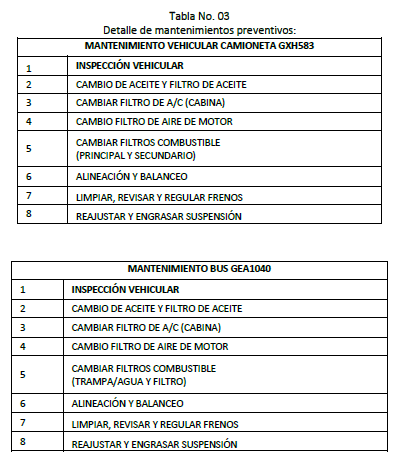 Tabla No. 03
Detalle de mantenimientos preventivos:
MANTENIMIENTO VEHICULAR CAMIONETA GXH583
1 INSPECCIÓN VEHICULAR
2 CAMBIO DE ACEITE Y FILTRO DE ACEITE
3 CAMBIAR FILTRO DE A/C (CABINA)
4 CAMBIO FILTRO DE AIRE DE MOTOR
5 CAMBIAR FILTROS COMBUSTIBLE
(PRINCIPAL Y SECUNDARIO)
6 ALINEACIÓN Y BALANCEO
7 LIMPIAR, REVISAR Y REGULAR FRENOS
8 REAJUSTAR Y ENGRASAR SUSPENSIÓN
MANTENIMIENTO BUS GEA1040
1 INSPECCIÓN VEHICULAR
2 CAMBIO DE ACEITE Y FILTRO DE ACEITE
3 CAMBIAR FILTRO DE A/C (CABINA)
4 CAMBIO FILTRO DE AIRE DE MOTOR
5 CAMBIAR FILTROS COMBUSTIBLE
(TRAMPA/AGUA Y FILTRO)
6 ALINEACIÓN Y BALANCEO
7 LIMPIAR, REVISAR Y REGULAR FRENOS
8 REAJUSTAR Y ENGRASAR SUSPENSIÓN